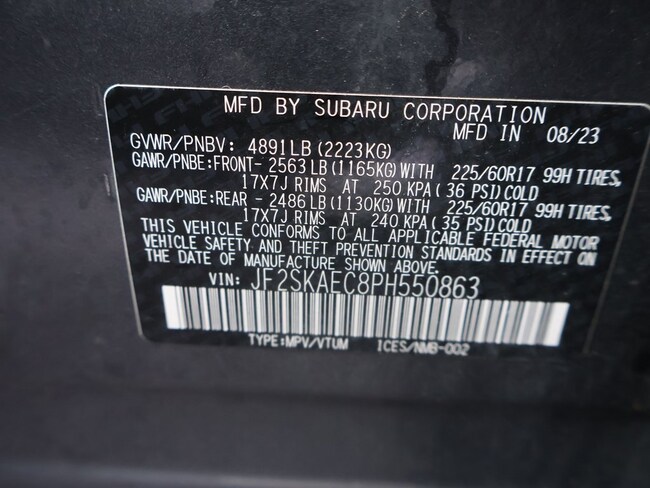 MFD BY SUBARU CORPORATION
MFD IN 08/23
GVWR/PNBV: 4891LB (2223KG)
GAWR/PNBE:FRONT- 2563 LB (1165KG) WITH 225/60R17 99H TIRES,
17X7J RIMS AT 250 KPA ( 36 PSI) COLD
GAWR/PNBE:REAR - 2486 LB (1130KG) WITH 225/60R17 99H TIRES,
17X7J RIMS AT 240 KPA ( 35 PSI) COLD
THIS VEHICLE CONFORMS TO ALL APPLICABLE FEDERAL MOTOR
VEHICLE SAFETY AND THEFT PREVENTION STANDARDS IN EFFECT ON
THE DATE OF MANUFACTURE SHOWN ABOVE.
VIN: JF2SKAEC8PH550863
TYPE:MPV/VTUM ICES/NMB-002